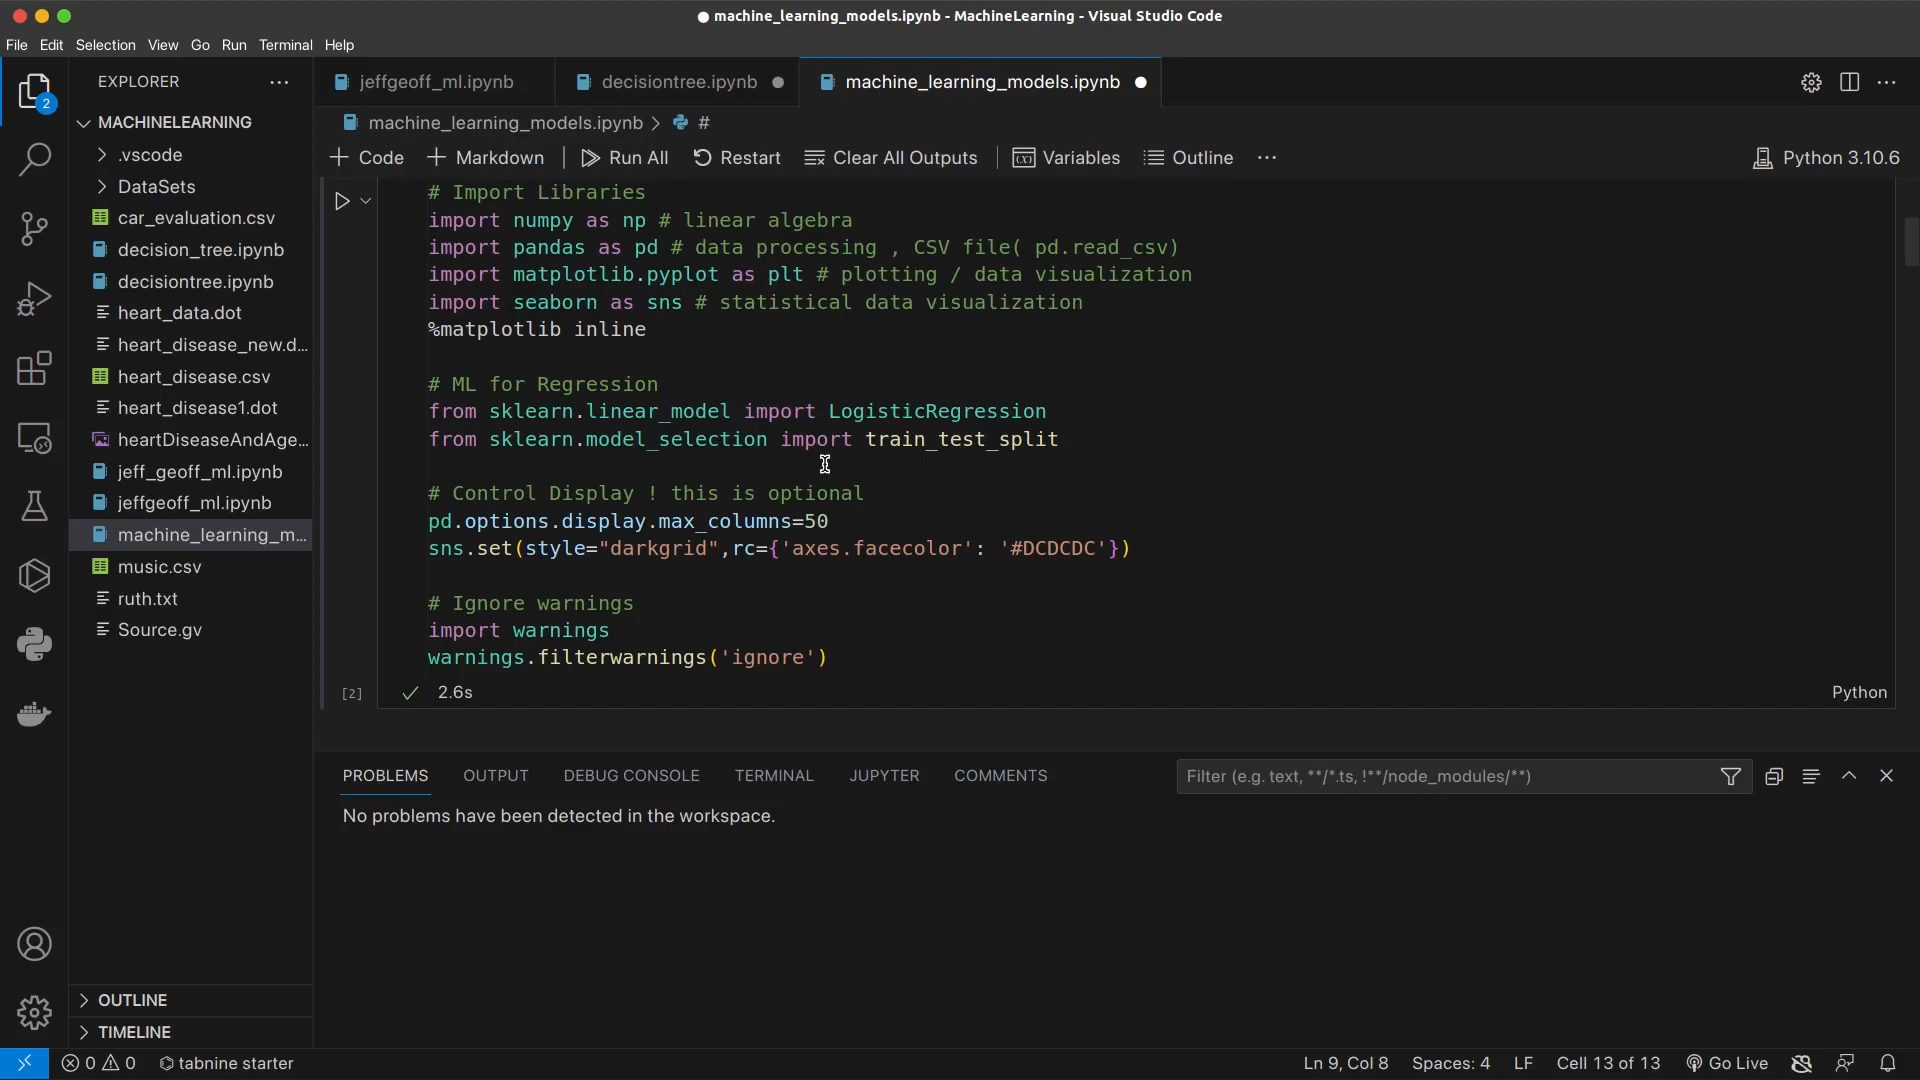 machine_learning_models.ipynb - MachineLearning - Visual Studio Code
File Edit Selection View Go Run Terminal Help
EXPLORER
jeffgeoff_ml.ipynb
decisiontree.ipynb
machine_learning_models.ipynb
2
MACHINELEARNING
.vscode
DataSets
car_evaluation.csv
decision_tree.ipynb
decisiontree.ipynb
heart_data.dot
heart_disease_new.d...
heart_disease.csv
heart_disease1.dot
heartDiseaseAndAge...
jeff_geoff_ml.ipynb
jeffgeoff_ml.ipynb
machine_learning_m...
music.csv
ruth.txt
Source.gv
OUTLINE
TIMELINE
machine_learning_models.ipynb > #
+ Code + Markdown | Run All Restart Clear All Outputs | Variables Outline ...
Python 3.10.6
# Import Libraries
import numpy as np # linear algebra
import pandas as pd # data processing , CSV file( pd.read_csv)
import matplotlib.pyplot as plt # plotting / data visualization
import seaborn as sns # statistical data visualization
%matplotlib inline
# ML for Regression
from sklearn.linear_model import LogisticRegression
from sklearn.model_selection import train_test_split
# Control Display ! this is optional
pd.options.display.max_columns=50
sns.set(style="darkgrid",rc={'axes.facecolor': '#DCDCDC'})
# Ignore warnings
import warnings
warnings.filterwarnings('ignore')
[2] 2.6s
Python
PROBLEMS OUTPUT DEBUG CONSOLE TERMINAL JUPYTER COMMENTS
Filter (e.g. text, **/*.ts, !**/node_modules/**)
No problems have been detected in the workspace.
0 0 tabnine starter
Ln 9, Col 8 Spaces: 4 LF Cell 13 of 13 Go Live